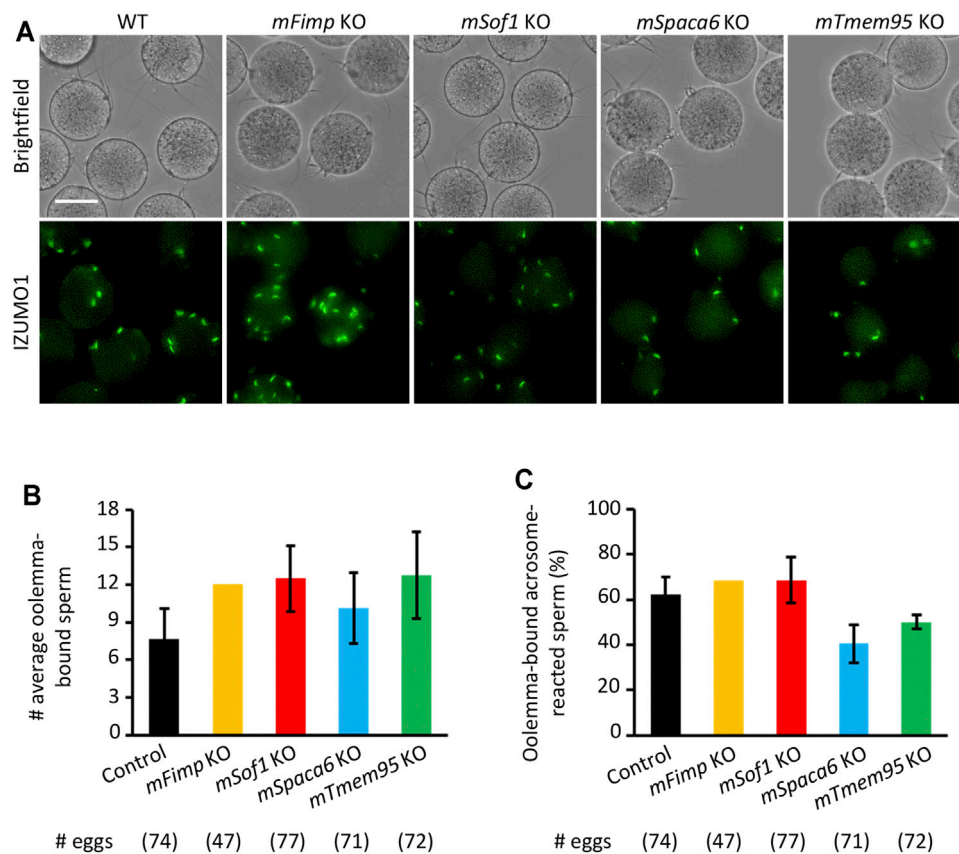 A
WT
mFimp KO
mSof1 KO
mSpaca6 KO
mTmem95 KO
Brightfield
IZUMO1
B
# average oolemma-
bound sperm
18
15
12
9
6
3
0
Control
mFimp KO
mSof1 KO
mSpaca6 KO
mTmem95 KO
# eggs (74) (47) (77) (71) (72)
C
Oolemma-bound acrosome-
reacted sperm (%)
100
80
60
40
20
0
Control
mFimp KO
mSof1 KO
mSpaca6 KO
mTmem95 KO
# eggs (74) (47) (77) (71) (72)